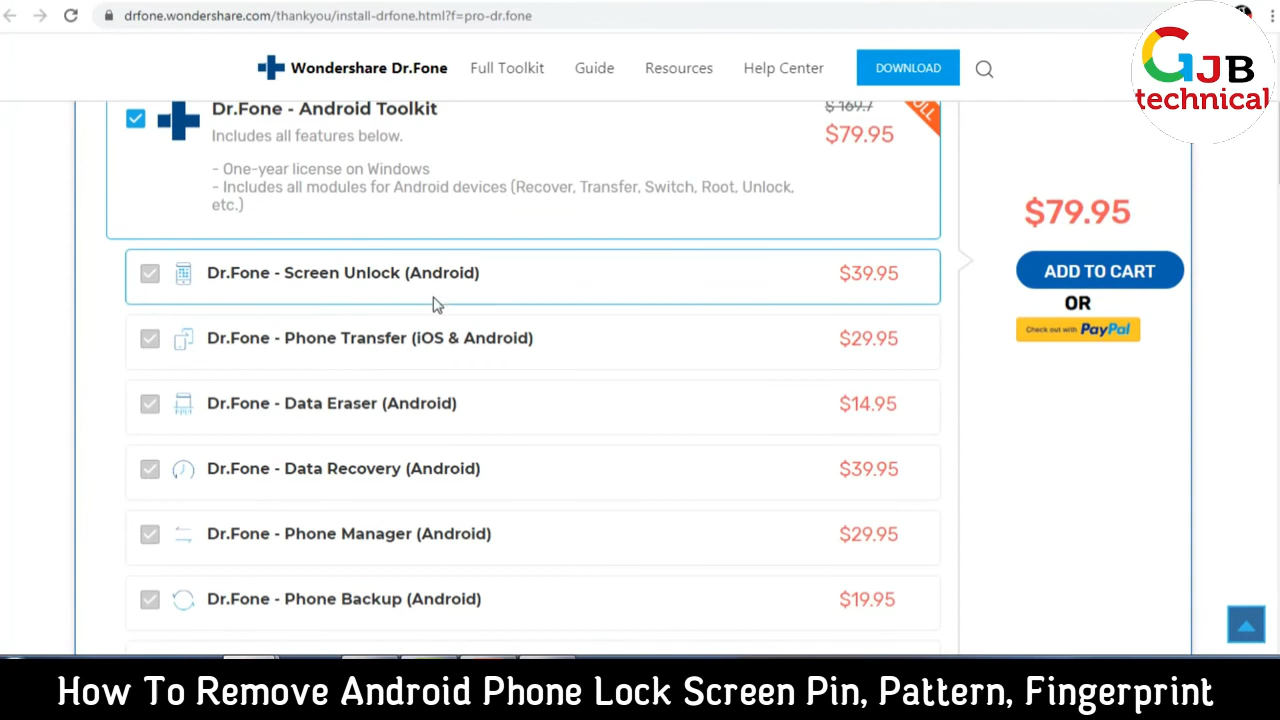 drfone.wondershare.com/thankyou/install-drfone.html?f=pro-dr.fone
GJB
technical
Wondershare Dr.Fone Full Toolkit Guide Resources Help Center DOWNLOAD
Dr.Fone - Android Toolkit
$ 169.7
$79.95
Includes all features below.
- One-year license on Windows
- Includes all modules for Android devices (Recover, Transfer, Switch, Root, Unlock,
etc.)
$79.95
ADD TO CART
OR
Check out with PayPal
Dr.Fone - Screen Unlock (Android) $39.95
Dr.Fone - Phone Transfer (iOS & Android) $29.95
Dr.Fone - Data Eraser (Android) $14.95
Dr.Fone - Data Recovery (Android) $39.95
Dr.Fone - Phone Manager (Android) $29.95
Dr.Fone - Phone Backup (Android) $19.95
How To Remove Android Phone Lock Screen Pin, Pattern, Fingerprint